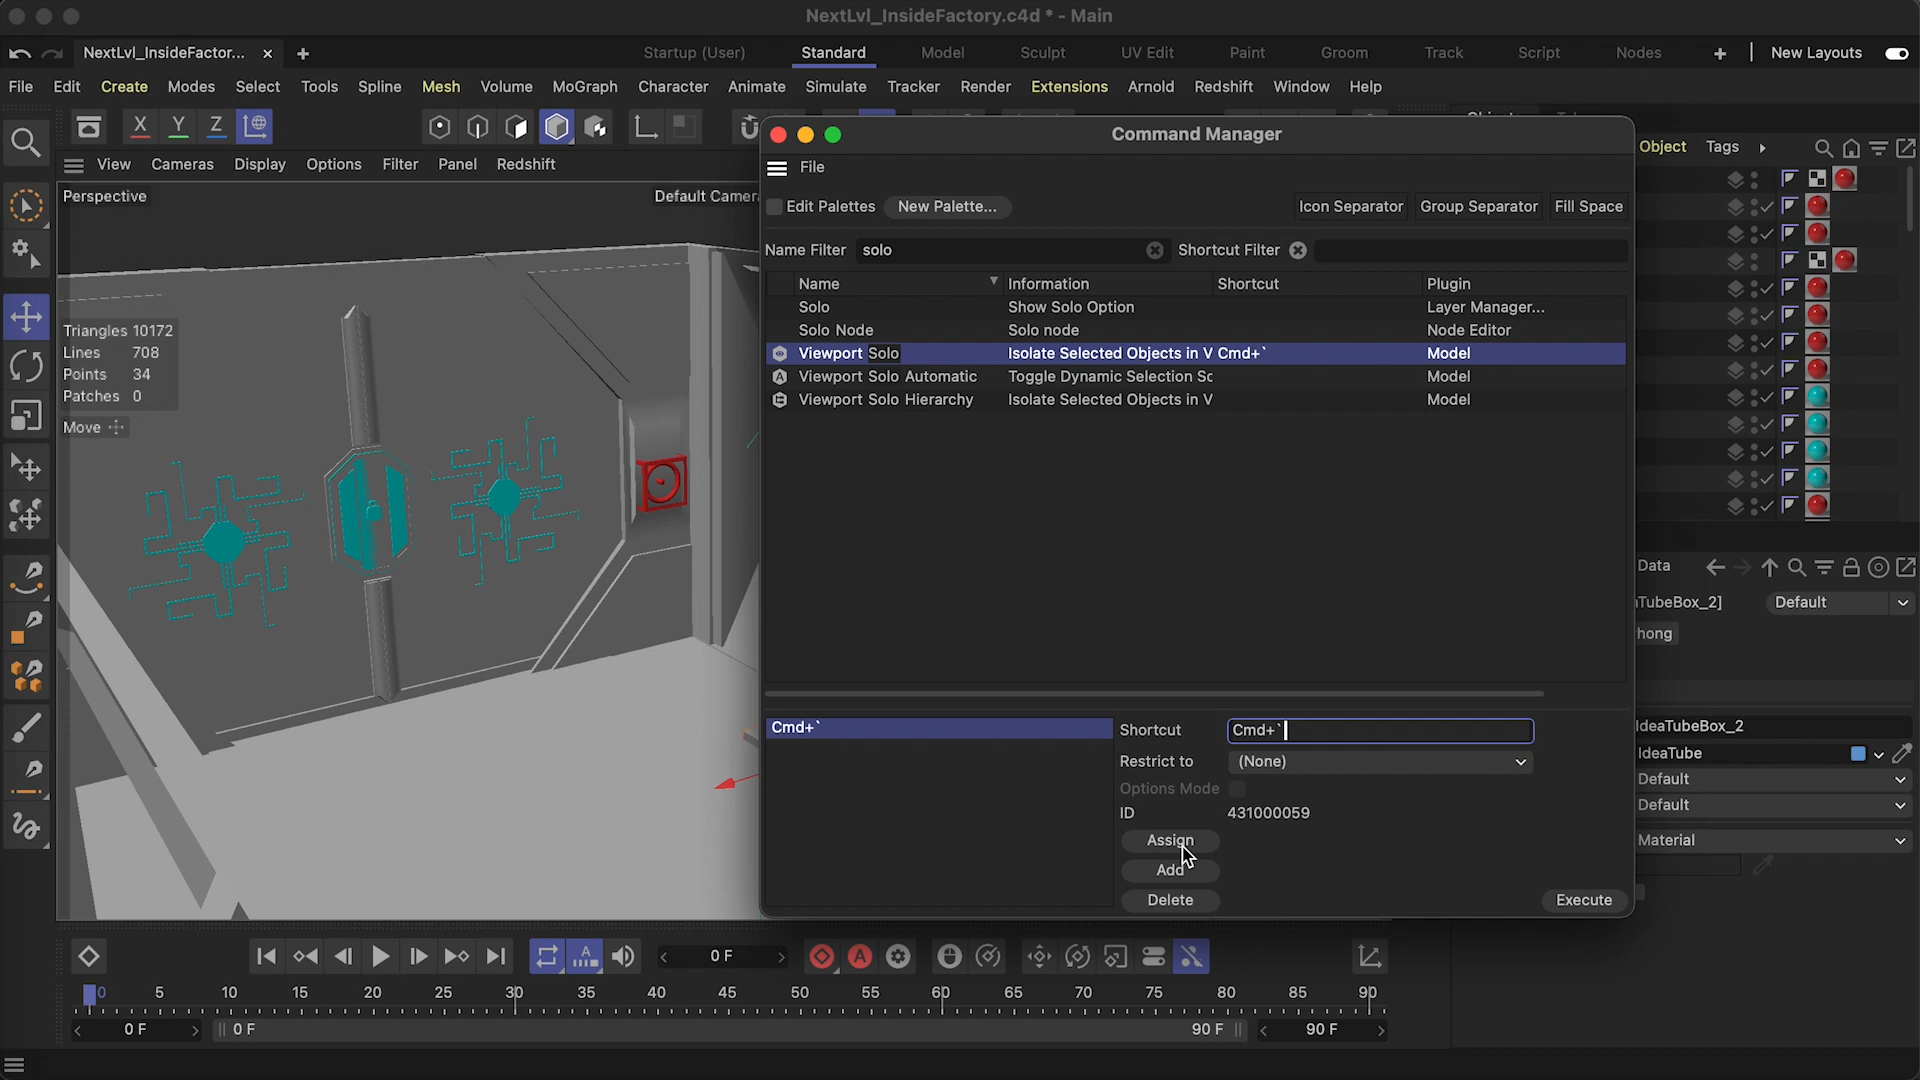 NextLvl_InsideFactory.c4d * - Main
NextLvl_InsideFactor... × +
Startup (User) Standard Model Sculpt UV Edit Paint Groom Track Script Nodes + New Layouts
File Edit Create Modes Select Tools Spline Mesh Volume MoGraph Character Animate Simulate Tracker Render Extensions Arnold Redshift Window Help
X Y Z
Command Manager
View Cameras Display Options Filter Panel Redshift
File
Object Tags
Perspective Default Camer
Edit Palettes New Palette... Icon Separator Group Separator Fill Space
Name Filter solo Shortcut Filter
Name Information Shortcut Plugin
Solo Show Solo Option Layer Manager...
Solo Node Solo node Node Editor
Viewport Solo Isolate Selected Objects in V Cmd+` Model
Viewport Solo Automatic Toggle Dynamic Selection Sc Model
Viewport Solo Hierarchy Isolate Selected Objects in V Model
Triangles 10172
Lines 708
Points 34
Patches 0
Move
Data
TubeBox_2] Default
hong
Cmd+`
Shortcut Cmd+`
Restrict to (None)
Options Mode
ID 431000059
Assign
Add
Delete
Execute
IdeaTubeBox_2
IdeaTube
Default
Default
Material
0 F
0 5 10 15 20 25 30 35 40 45 50 55 60 65 70 75 80 85 90
0 F 0 F 90 F 90 F